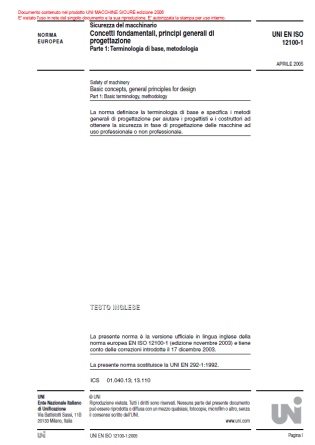 Documento contenuto nel prodotto UNI MACCHINE SICURE edizione 2008
E' vietato l'uso in rete del singolo documento e la sua riproduzione. E' autorizzata la stampa per uso interno.
NORMA
EUROPEA
Sicurezza del macchinario
Concetti fondamentali, principi generali di
progettazione
Parte 1: Terminologia di base, metodologia
UNI EN ISO
12100-1
APRILE 2005
Safety of machinery
Basic concepts, general principles for design
Part 1: Basic terminology, methodology
La norma definisce la terminologia di base e specifica i metodi
generali di progettazione per aiutare i progettisti e i costruttori ad
ottenere la sicurezza in fase di progettazione delle macchine ad
uso professionale o non professionale.
TESTO INGLESE
La presente norma è la versione ufficiale in lingua inglese della
norma europea EN ISO 12100-1 (edizione novembre 2003) e tiene
conto delle correzioni introdotte il 17 dicembre 2003.
La presente norma sostituisce la UNI EN 292-1:1992.
ICS 01.040.13; 13.110
UNI
Ente Nazionale Italiano
di Unificazione
Via Battistotti Sassi, 11B
20133 Milano, Italia
© UNI
Riproduzione vietata. Tutti i diritti sono riservati. Nessuna parte del presente documento
può essere riprodotta o diffusa con un mezzo qualsiasi, fotocopie, microfilm o altro, senza
il consenso scritto dell'UNI.
www.uni.com
UNI
UNI
UNI EN ISO 12100-1:2005
Pagina I